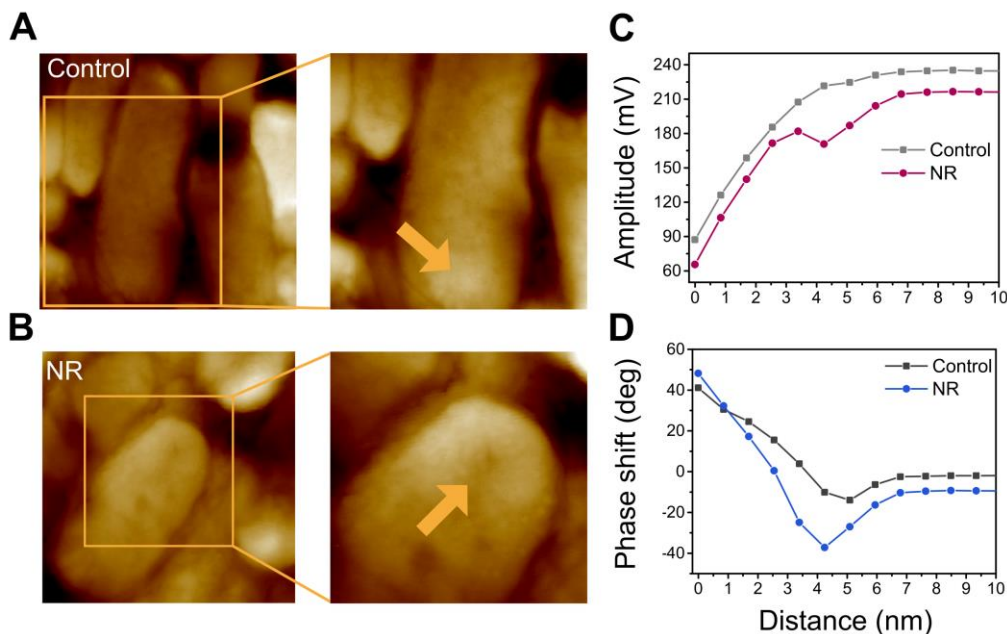 A
Control
B
NR
C
Amplitude (mV)
240
210
180
150
120
90
60
Control
NR
0 1 2 3 4 5 6 7 8 9 10
D
Phase shift (deg)
60
40
20
0
-20
-40
Control
NR
0 1 2 3 4 5 6 7 8 9 10
Distance (nm)